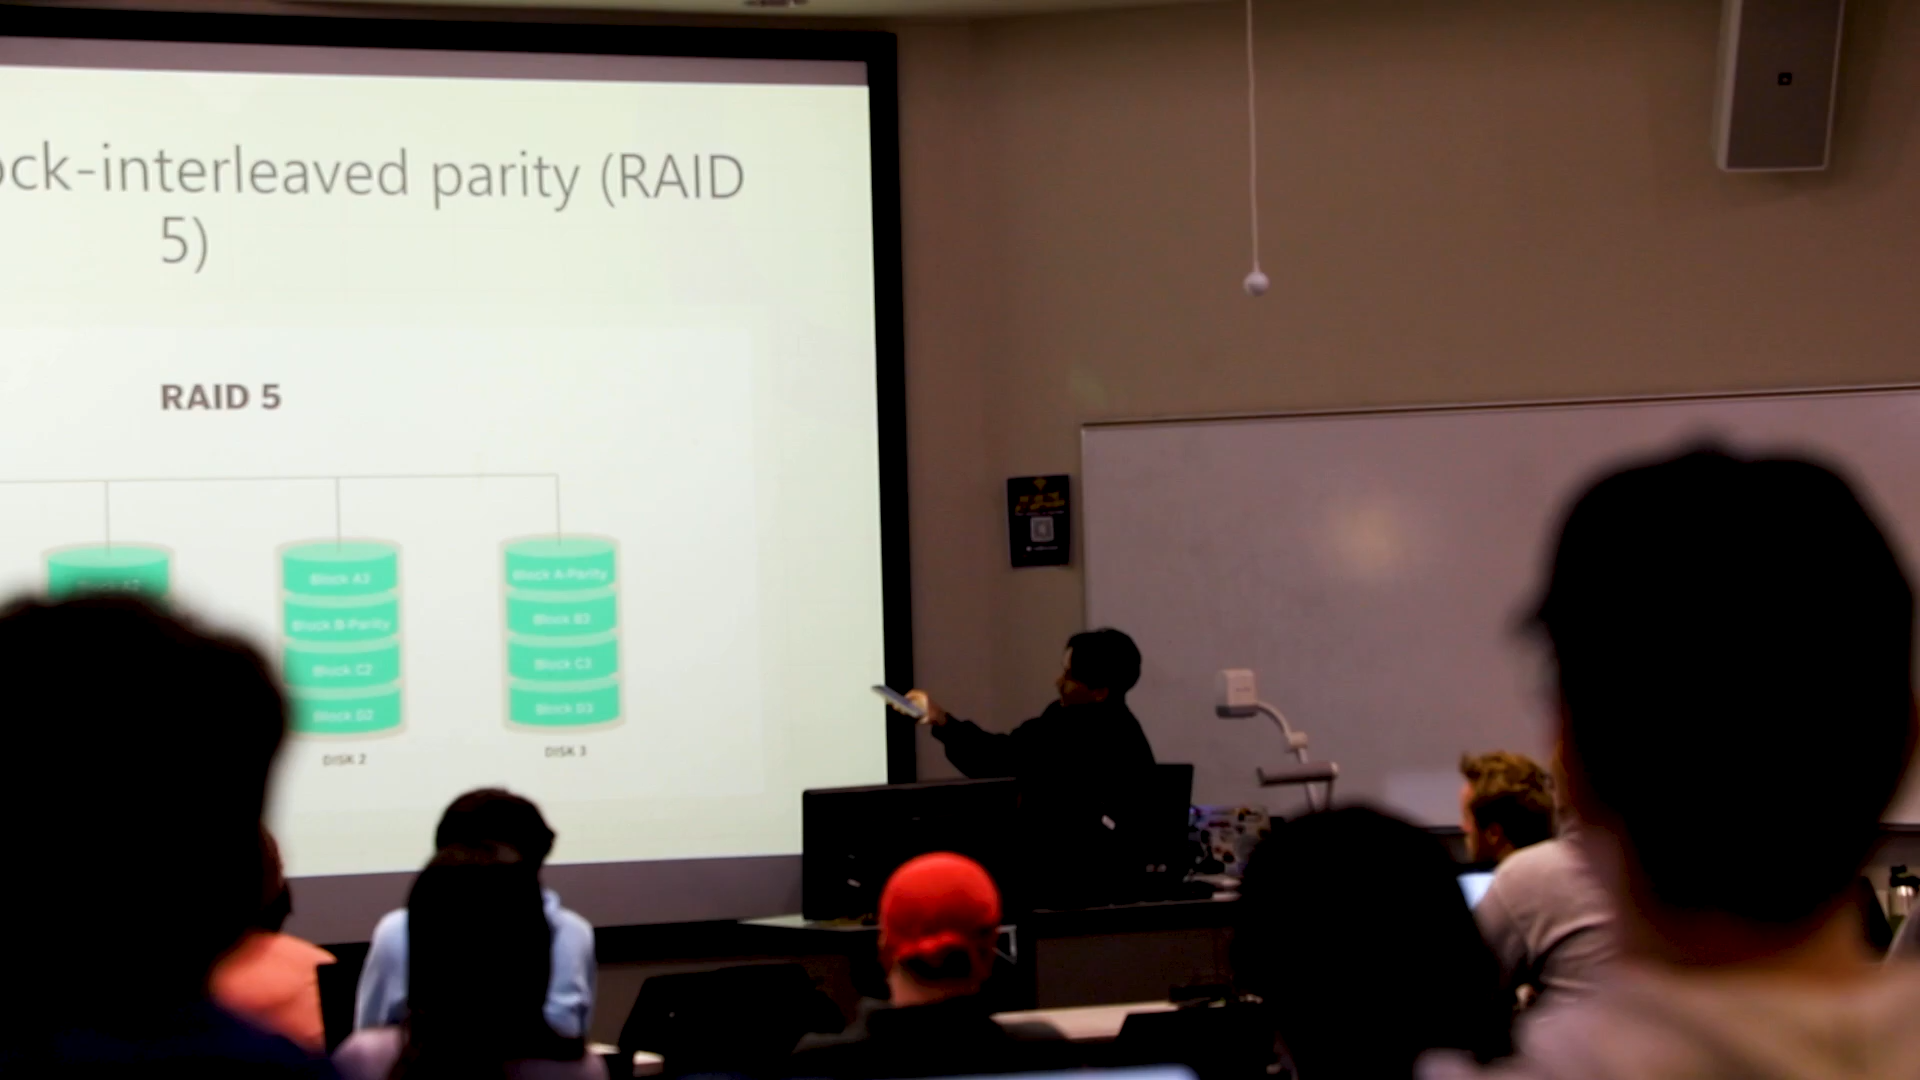 ck-interleaved parity (RAID
5)
RAID 5
Block A3
Block A-Parity
Block B-Parity
Block B3
Block C2
Block C3
Block D2
Block D3
DISK 2
DISK 3